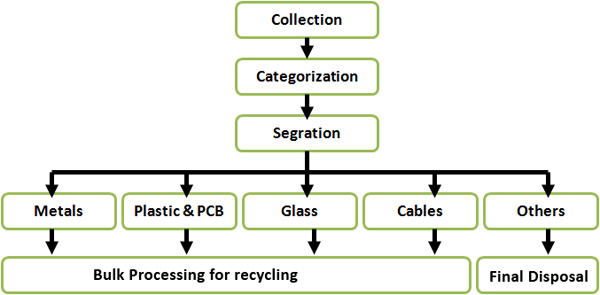 Collection
Categorization
Segration
Metals
Plastic & PCB
Glass
Cables
Others
Bulk Processing for recycling
Final Disposal